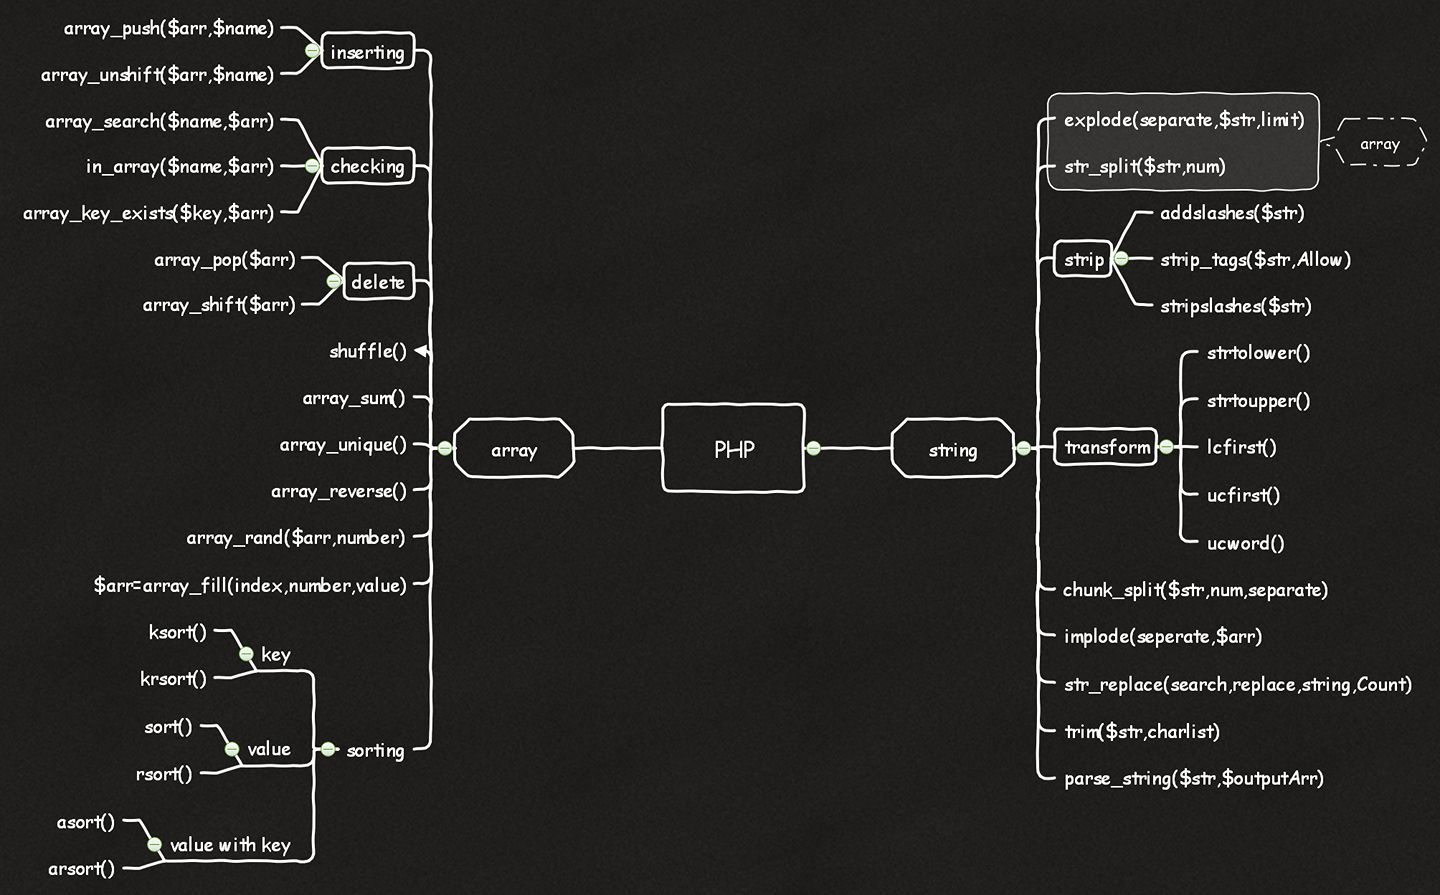 PHP
array
inserting
array_push($arr,$name)
array_unshift($arr,$name)
checking
array_search($name,$arr)
in_array($name,$arr)
array_key_exists($key,$arr)
delete
array_pop($arr)
array_shift($arr)
shuffle()
array_sum()
array_unique()
array_reverse()
array_rand($arr,number)
$arr=array_fill(index,number,value)
sorting
key
ksort()
krsort()
value
sort()
rsort()
value with key
asort()
arsort()
string
explode(separate,$str,limit)
str_split($str,num)
array
strip
addslashes($str)
strip_tags($str,Allow)
stripslashes($str)
transform
strtolower()
strtoupper()
lcfirst()
ucfirst()
ucword()
chunk_split($str,num,separate)
implode(seperate,$arr)
str_replace(search,replace,string,Count)
trim($str,charlist)
parse_string($str,$outputArr)